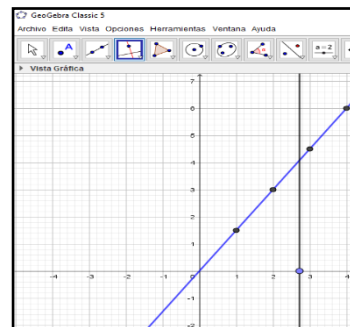 GeoGebra Classic 5
Archivo Edita Vista Opciones Herramientas Ventana Ayuda
A a=2
Vista Gráfica
7
6
5
4
3
2
1
-4 -3 -2 -1 0 1 2 3 4
-1
-2